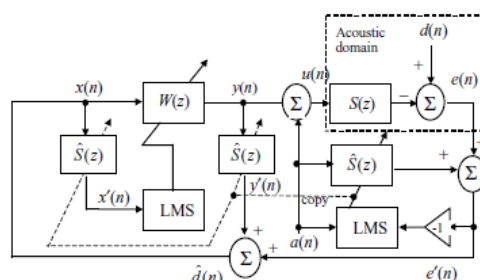 Acoustic domain
d(n)
+
x(n)
W(z)
y(n)
u(n)
Σ
S(z)
−
Σ
e(n)
Ŝ(z)
Ŝ(z)
Ŝ(z)
+
Σ
x'(n)
LMS
y'(n)
copy
LMS
-1
+
+
a(n)
d̂(n)
Σ
e'(n)